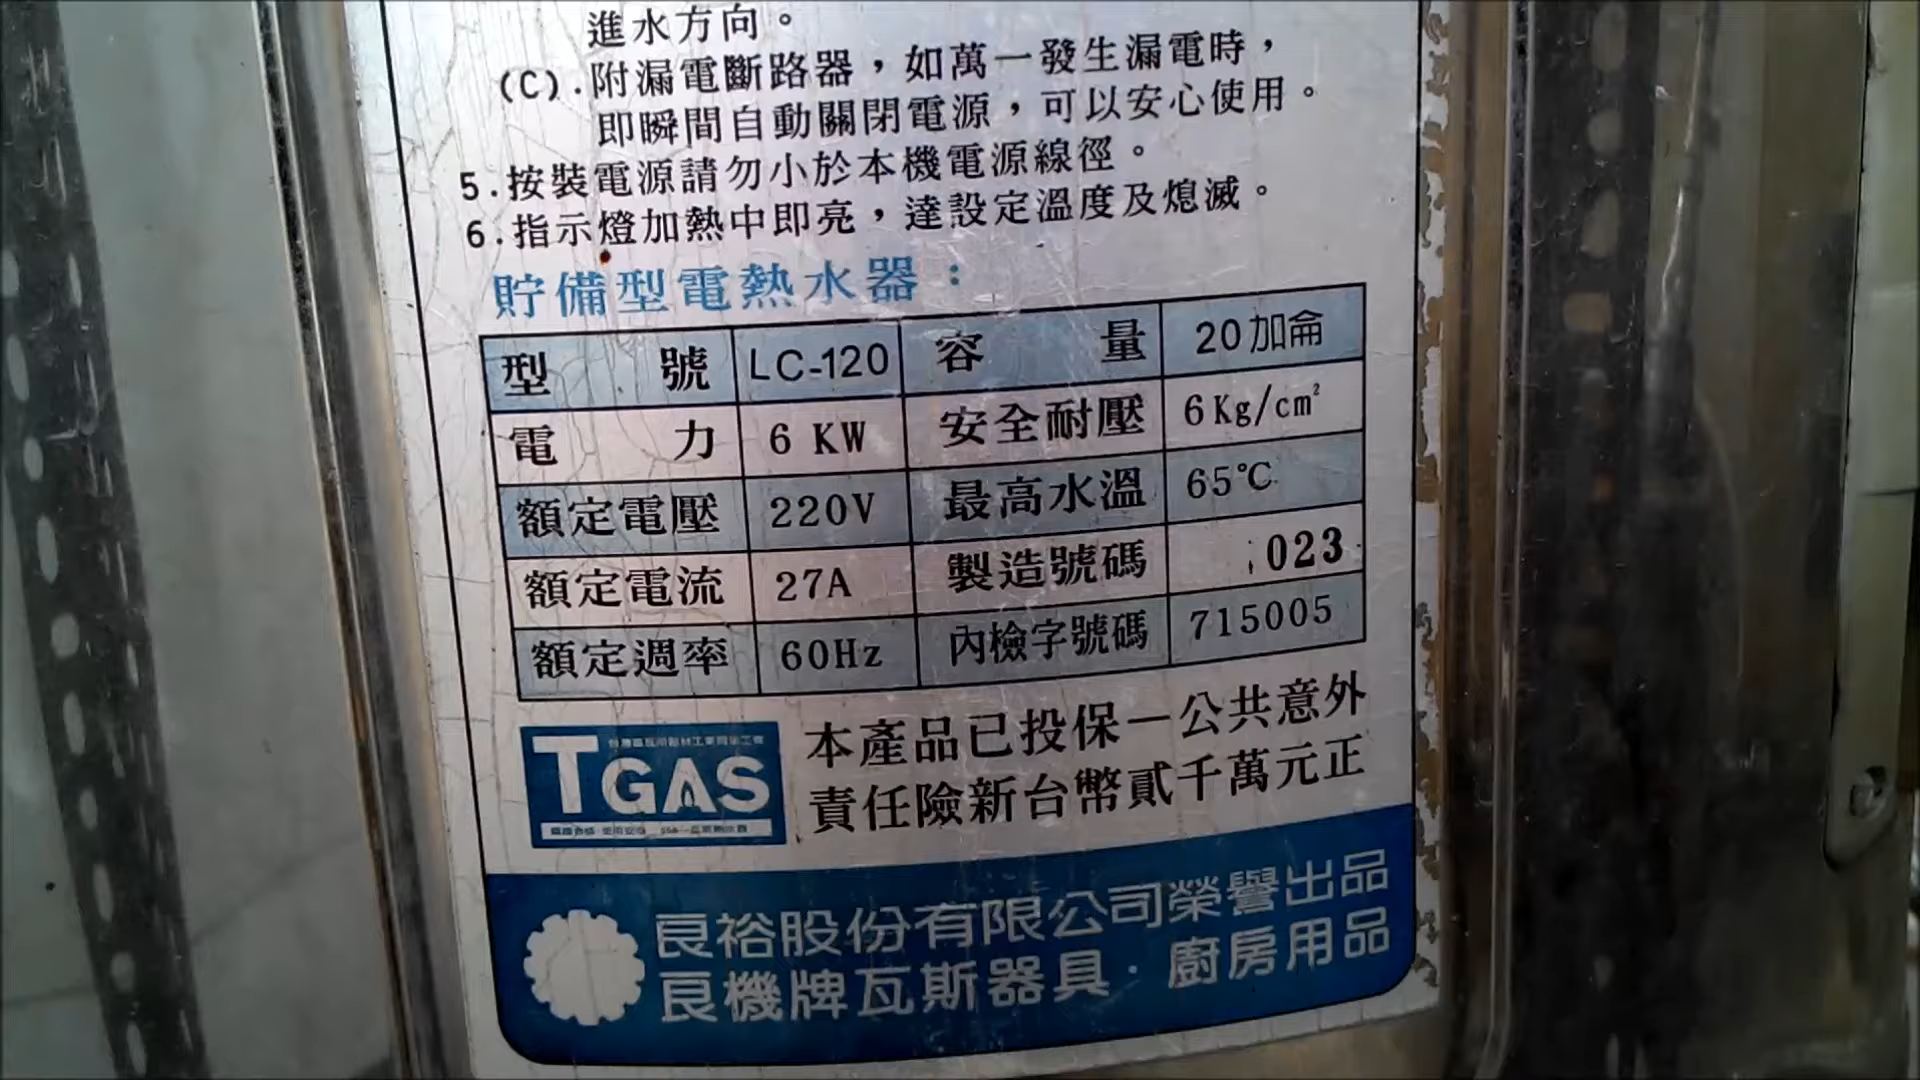 進水方向。
(C).附漏電斷路器，如萬一發生漏電時，
即瞬間自動關閉電源，可以安心使用。
5.按裝電源請勿小於本機電源線徑。
6.指示燈加熱中即亮，達設定溫度及熄滅。
貯備型電熱水器：
型號 LC-120 容量 20加侖
電力 6 KW 安全耐壓 6Kg/cm²
額定電壓 220V 最高水溫 65℃
額定電流 27A 製造號碼 023
額定週率 60Hz 內檢字號碼 715005
TGAS
本產品已投保一公共意外
責任險新台幣貳千萬元正
良裕股份有限公司榮譽出品
良機牌瓦斯器具·廚房用品